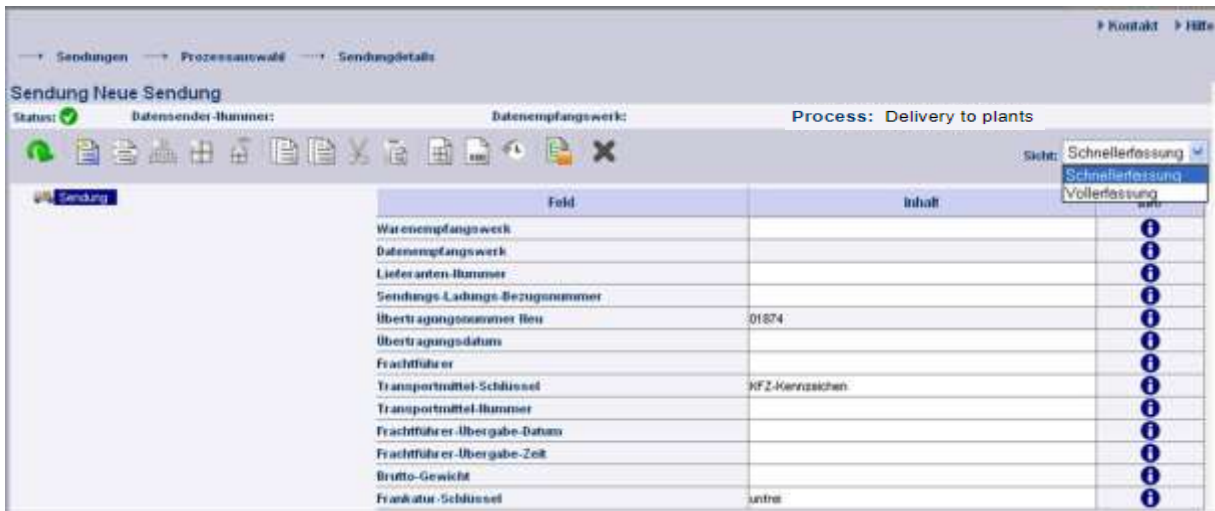 Kontakt Hilfe
Sendungen Prozessauswahl Sendungdetails
Sendung Neue Sendung
Status: Datensender-Nummer: Datenempfangswerk: Process: Delivery to plants
Sicht: Schnellerfassung
Schnellerfassung
Vollerfassung
Sendung
Feld Inhalt
Warenempfangswerk
Datenempfangswerk
Lieferanten-Nummer
Sendungs-Ladungs-Bezugsnummer
Übertragungsnummer Neu 01874
Übertragungsdatum
Frachtführer
Transportmittel-Schlüssel KFZ-Kennzeichen
Transportmittel-Nummer
Frachtführer-Übergabe-Datum
Frachtführer-Übergabe-Zeit
Brutto-Gewicht
Frankatur-Schlüssel unfrei